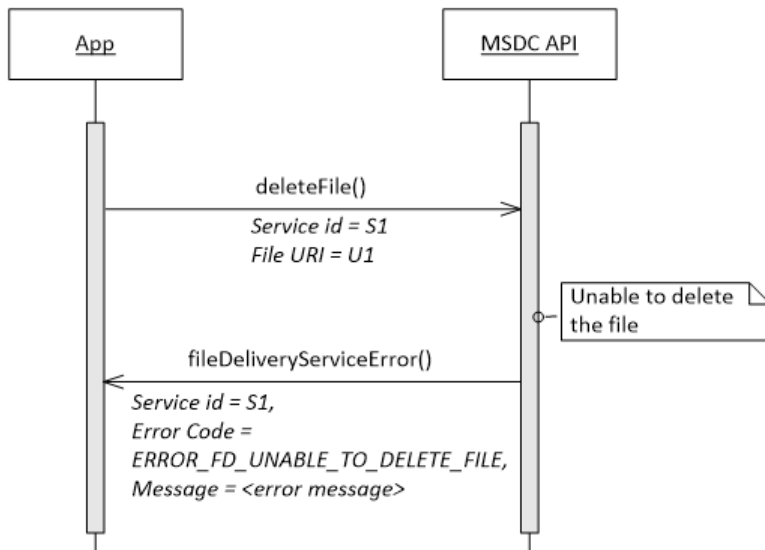 App
MSDC API
deleteFile()
Service id = S1
File URI = U1
Unable to delete
the file
fileDeliveryServiceError()
Service id = S1,
Error Code =
ERROR_FD_UNABLE_TO_DELETE_FILE,
Message = <error message>